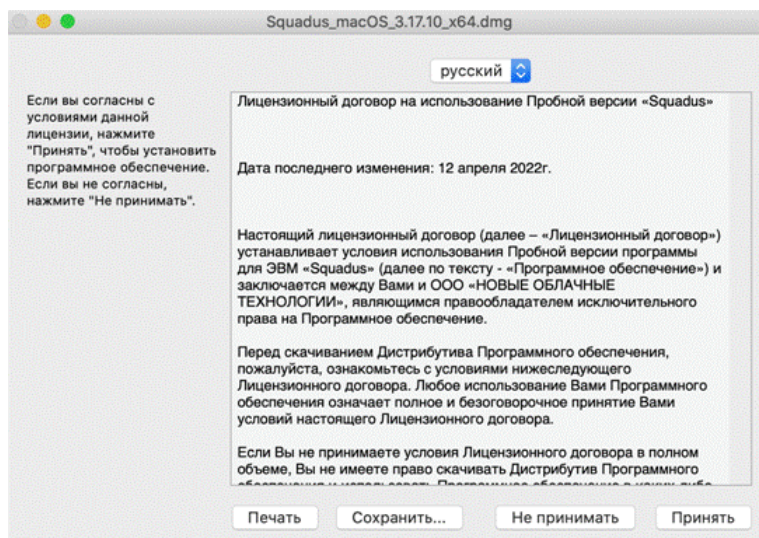 Squadus_macOS_3.17.10_x64.dmg
русский
Если вы согласны с
условиями данной
лицензии, нажмите
"Принять", чтобы установить
программное обеспечение.
Если вы не согласны,
нажмите "Не принимать".
Лицензионный договор на использование Пробной версии «Squadus»
Дата последнего изменения: 12 апреля 2022г.
Настоящий лицензионный договор (далее – «Лицензионный договор»)
устанавливает условия использования Пробной версии программы
для ЭВМ «Squadus» (далее по тексту - «Программное обеспечение») и
заключается между Вами и ООО «НОВЫЕ ОБЛАЧНЫЕ
ТЕХНОЛОГИИ», являющимся правообладателем исключительного
права на Программное обеспечение.
Перед скачиванием Дистрибутива Программного обеспечения,
пожалуйста, ознакомьтесь с условиями нижеследующего
Лицензионного договора. Любое использование Вами Программного
обеспечения означает полное и безоговорочное принятие Вами
условий настоящего Лицензионного договора.
Если Вы не принимаете условия Лицензионного договора в полном
объеме, Вы не имеете право скачивать Дистрибутив Программного
Печать
Сохранить...
Не принимать
Принять